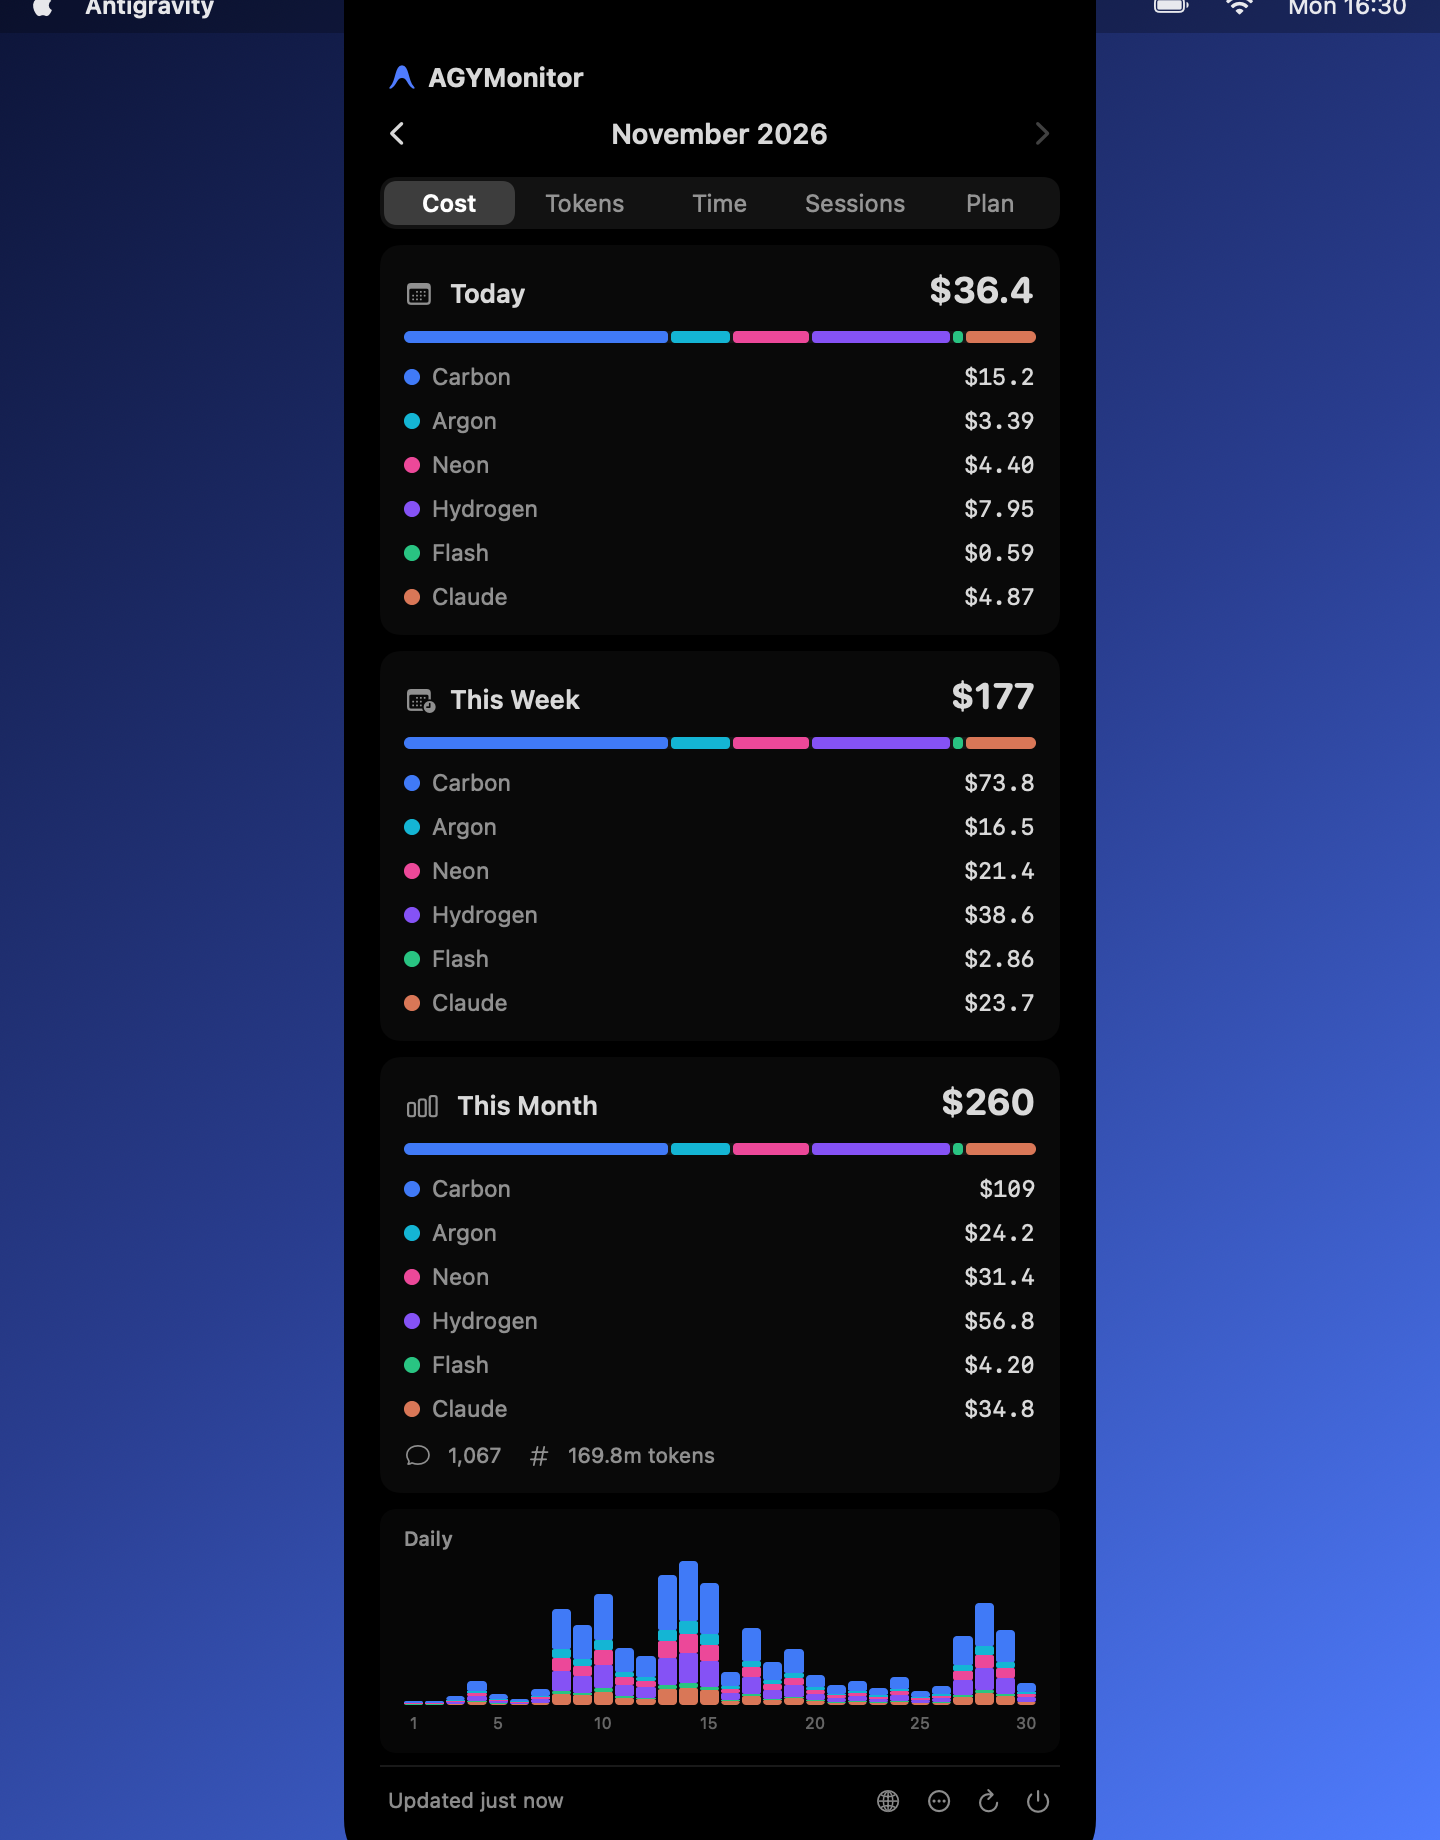 Antigravity
Mon 16:30
AGYMonitor
November 2026
Cost Tokens Time Sessions Plan
Today $36.4
Carbon $15.2
Argon $3.39
Neon $4.40
Hydrogen $7.95
Flash $0.59
Claude $4.87
This Week $177
Carbon $73.8
Argon $16.5
Neon $21.4
Hydrogen $38.6
Flash $2.86
Claude $23.7
This Month $260
Carbon $109
Argon $24.2
Neon $31.4
Hydrogen $56.8
Flash $4.20
Claude $34.8
1,067 # 169.8m tokens
Daily
1 5 10 15 20 25 30
Updated just now